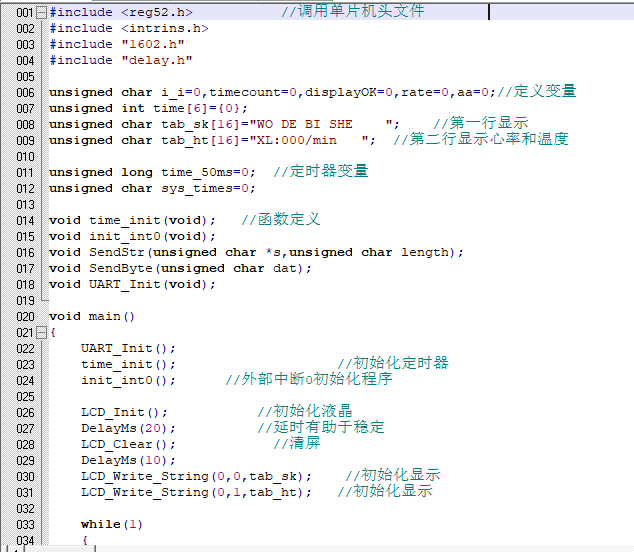 001 #include <reg52.h> //调用单片机头文件
002 #include <intrins.h>
003 #include "1602.h"
004 #include "delay.h"
005
006 unsigned char i_i=0,timecount=0,displayOK=0,rate=0,aa=0;//定义变量
007 unsigned int time[6]={0};
008 unsigned char tab_sk[16]="WO DE BI SHE    "; //第一行显示
009 unsigned char tab_ht[16]="XL:000/min   "; //第二行显示心率和温度
010
011 unsigned long time_50ms=0; //定时器变量
012 unsigned char sys_times=0;
013
014 void time_init(void); //函数定义
015 void init_int0(void);
016 void SendStr(unsigned char *s,unsigned char length);
017 void SendByte(unsigned char dat);
018 void UART_Init(void);
019
020 void main()
021 {
022 UART_Init();
023 time_init(); //初始化定时器
024 init_int0(); //外部中断0初始化程序
025
026 LCD_Init(); //初始化液晶
027 DelayMs(20); //延时有助于稳定
028 LCD_Clear(); //清屏
029 DelayMs(10);
030 LCD_Write_String(0,0,tab_sk); //初始化显示
031 LCD_Write_String(0,1,tab_ht); //初始化显示
032
033 while(1)
034 {